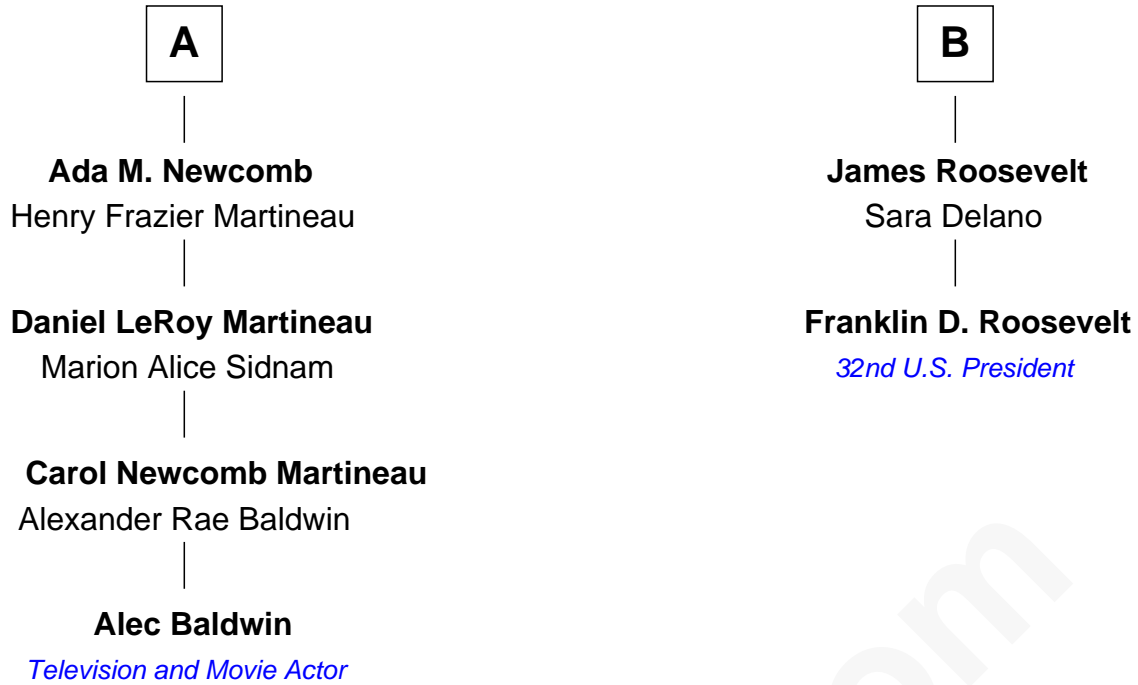 A
Ada M. Newcomb
Henry Frazier Martineau
Daniel LeRoy Martineau
Marion Alice Sidnam
Carol Newcomb Martineau
Alexander Rae Baldwin
Alec Baldwin
Television and Movie Actor
B
James Roosevelt
Sara Delano
Franklin D. Roosevelt
32nd U.S. President
om